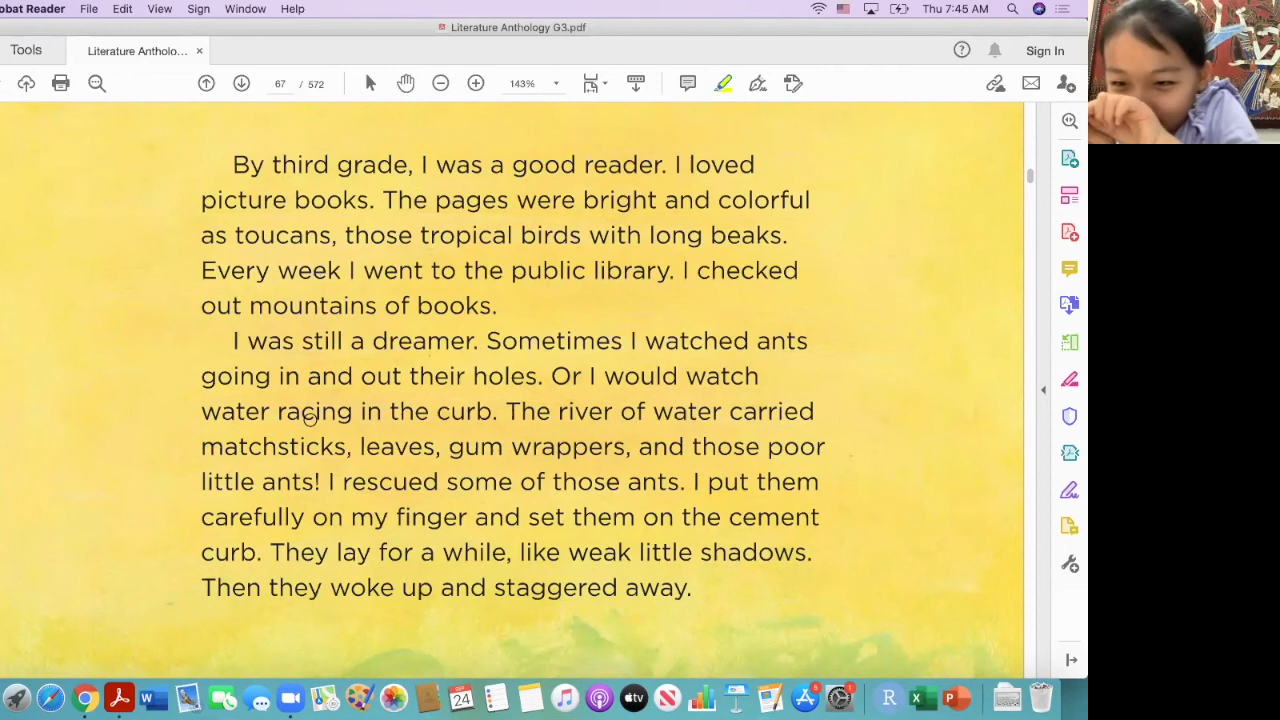 obat Reader File Edit View Sign Window Help Thu 7:45 AM
Literature Anthology G3.pdf
Tools Literature Antholo... × Sign In
67 / 572 143%
By third grade, I was a good reader. I loved
picture books. The pages were bright and colorful
as toucans, those tropical birds with long beaks.
Every week I went to the public library. I checked
out mountains of books.
I was still a dreamer. Sometimes I watched ants
going in and out their holes. Or I would watch
water racing in the curb. The river of water carried
matchsticks, leaves, gum wrappers, and those poor
little ants! I rescued some of those ants. I put them
carefully on my finger and set them on the cement
curb. They lay for a while, like weak little shadows.
Then they woke up and staggered away.
24
tv
R